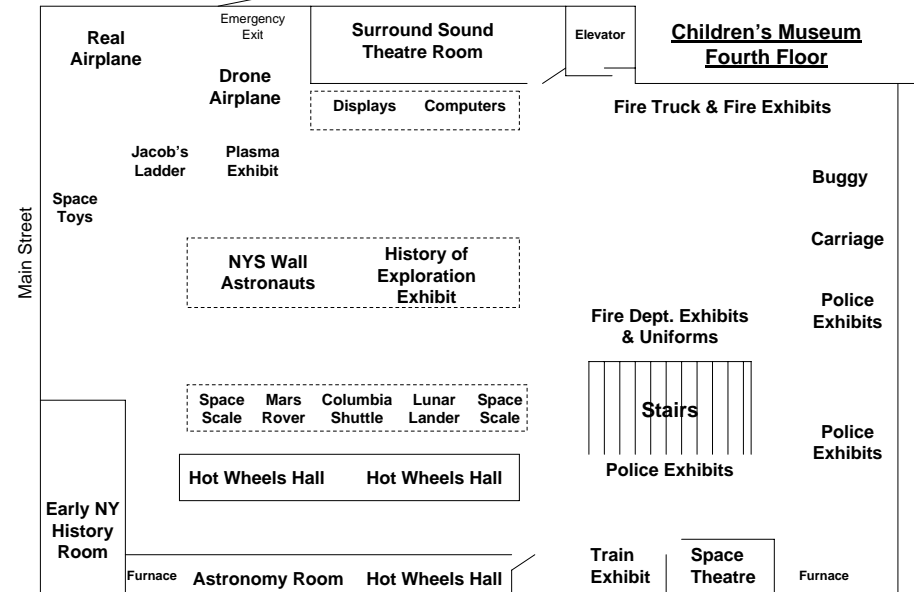 Emergency
Exit
Real
Airplane
Surround Sound
Theatre Room
Elevator
Children's Museum
Fourth Floor
Drone
Airplane
Displays
Computers
Fire Truck & Fire Exhibits
Jacob's
Ladder
Plasma
Exhibit
Buggy
Space
Toys
Main Street
Carriage
NYS Wall
Astronauts
History of
Exploration
Exhibit
Police
Exhibits
Fire Dept. Exhibits
& Uniforms
Space
Scale
Mars
Rover
Columbia
Shuttle
Lunar
Lander
Space
Scale
Stairs
Police
Exhibits
Police Exhibits
Hot Wheels Hall
Hot Wheels Hall
Early NY
History
Room
Furnace
Astronomy Room
Hot Wheels Hall
Train
Exhibit
Space
Theatre
Furnace